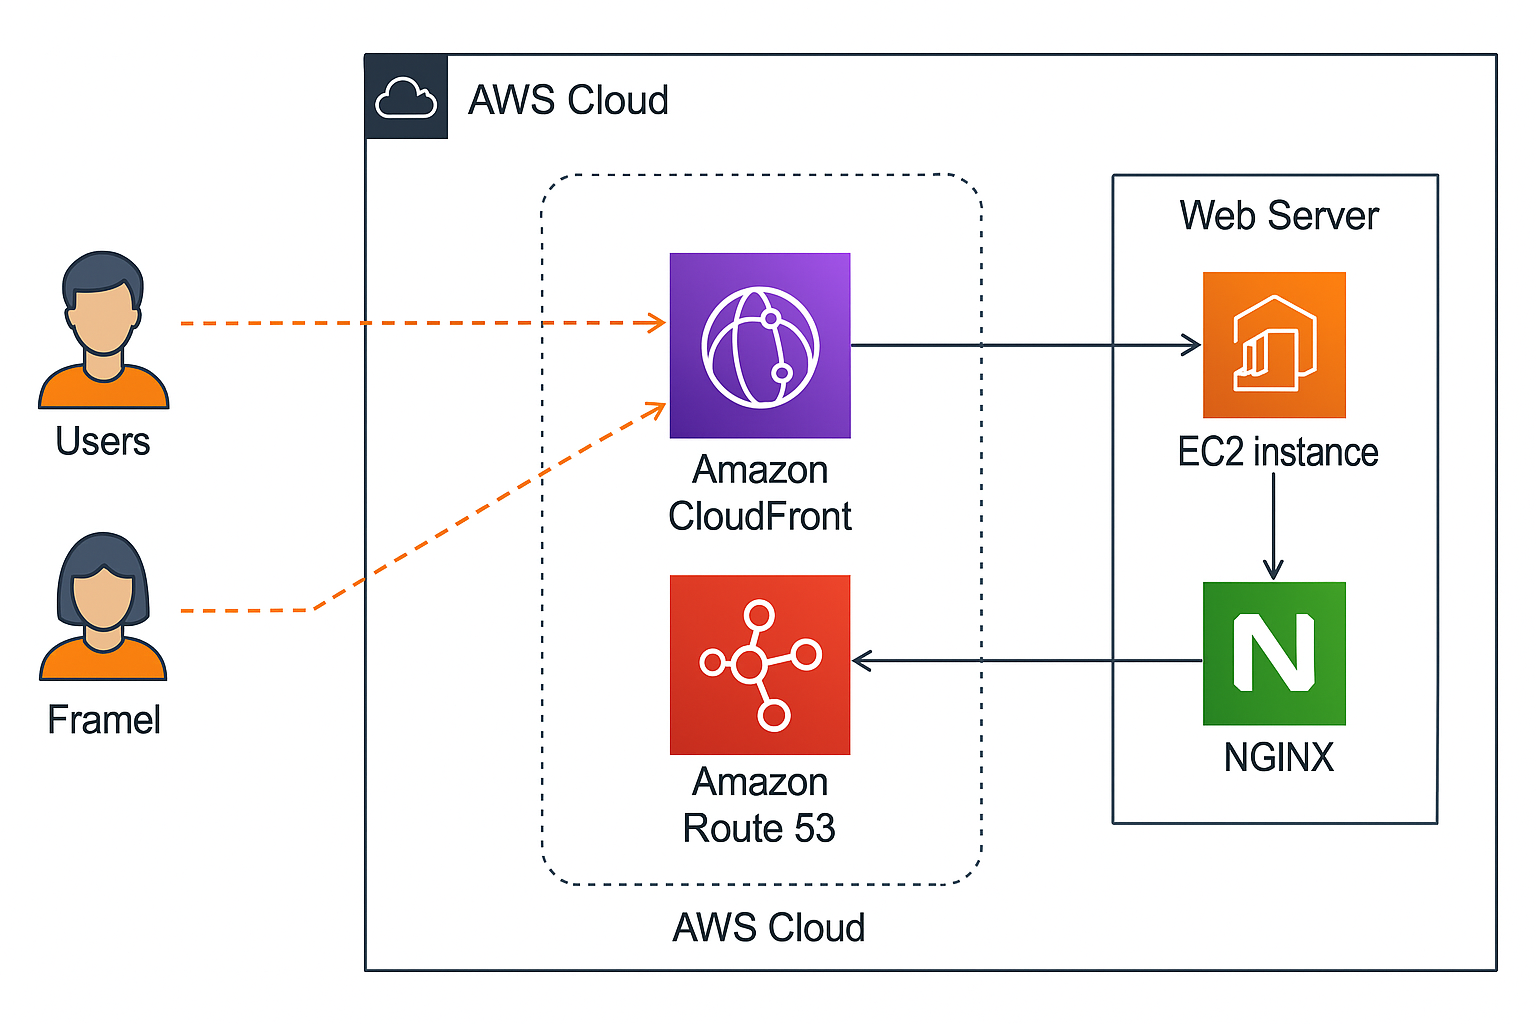 AWS Cloud
Users
Framel
Amazon
CloudFront
Amazon
Route 53
AWS Cloud
Web Server
EC2 instance
NGINX